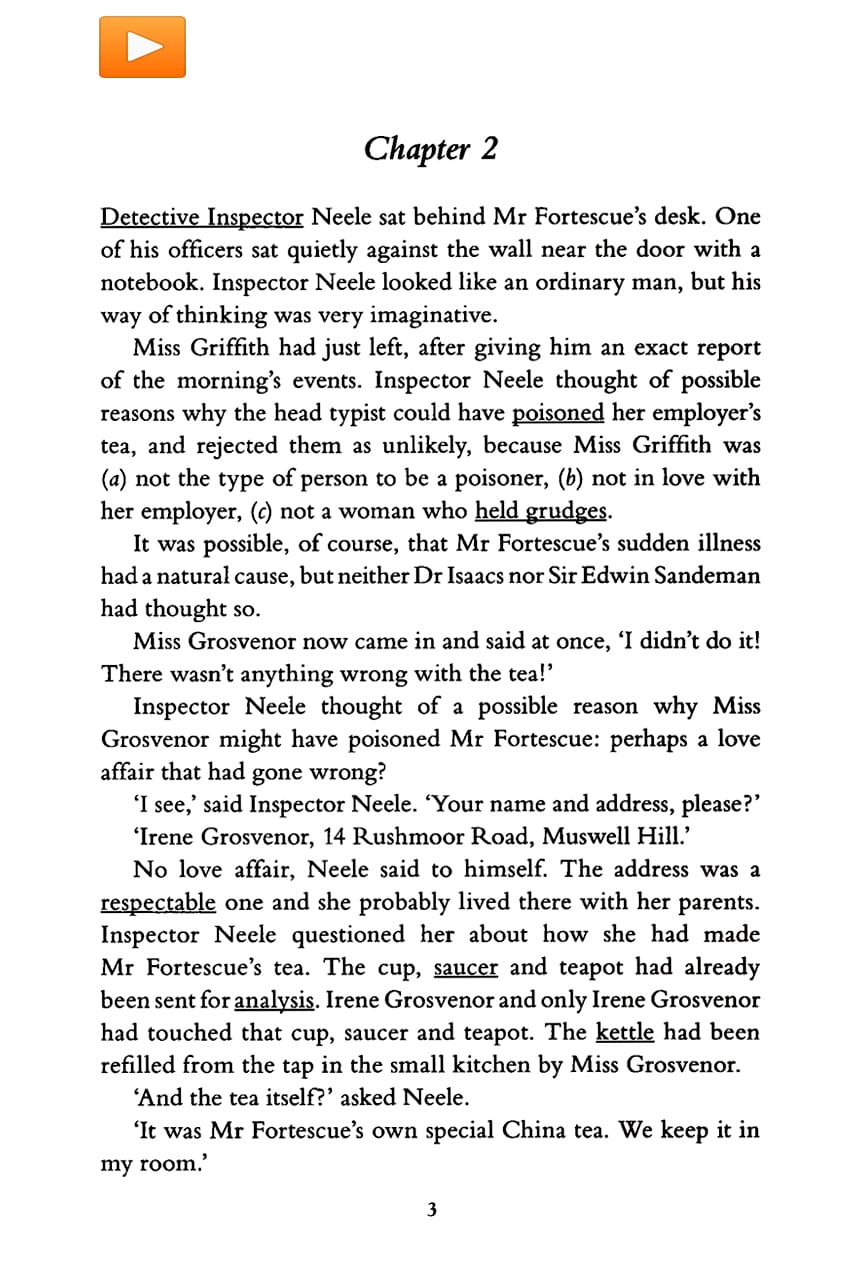 Chapter 2
Detective Inspector Neele sat behind Mr Fortescue’s desk. One
of his officers sat quietly against the wall near the door with a
notebook. Inspector Neele looked like an ordinary man, but his
way of thinking was very imaginative.
Miss Griffith had just left, after giving him an exact report
of the morning’s events. Inspector Neele thought of possible
reasons why the head typist could have poisoned her employer’s
tea, and rejected them as unlikely, because Miss Griffith was
(a) not the type of person to be a poisoner, (b) not in love with
her employer, (c) not a woman who held grudges.
It was possible, of course, that Mr Fortescue’s sudden illness
had a natural cause, but neither Dr Isaacs nor Sir Edwin Sandeman
had thought so.
Miss Grosvenor now came in and said at once, ‘I didn’t do it!
There wasn’t anything wrong with the tea!’
Inspector Neele thought of a possible reason why Miss
Grosvenor might have poisoned Mr Fortescue: perhaps a love
affair that had gone wrong?
‘I see,’ said Inspector Neele. ‘Your name and address, please?’
‘Irene Grosvenor, 14 Rushmoor Road, Muswell Hill.’
No love affair, Neele said to himself. The address was a
respectable one and she probably lived there with her parents.
Inspector Neele questioned her about how she had made
Mr Fortescue’s tea. The cup, saucer and teapot had already
been sent for analysis. Irene Grosvenor and only Irene Grosvenor
had touched that cup, saucer and teapot. The kettle had been
refilled from the tap in the small kitchen by Miss Grosvenor.
‘And the tea itself?’ asked Neele.
‘It was Mr Fortescue’s own special China tea. We keep it in
my room.’
3